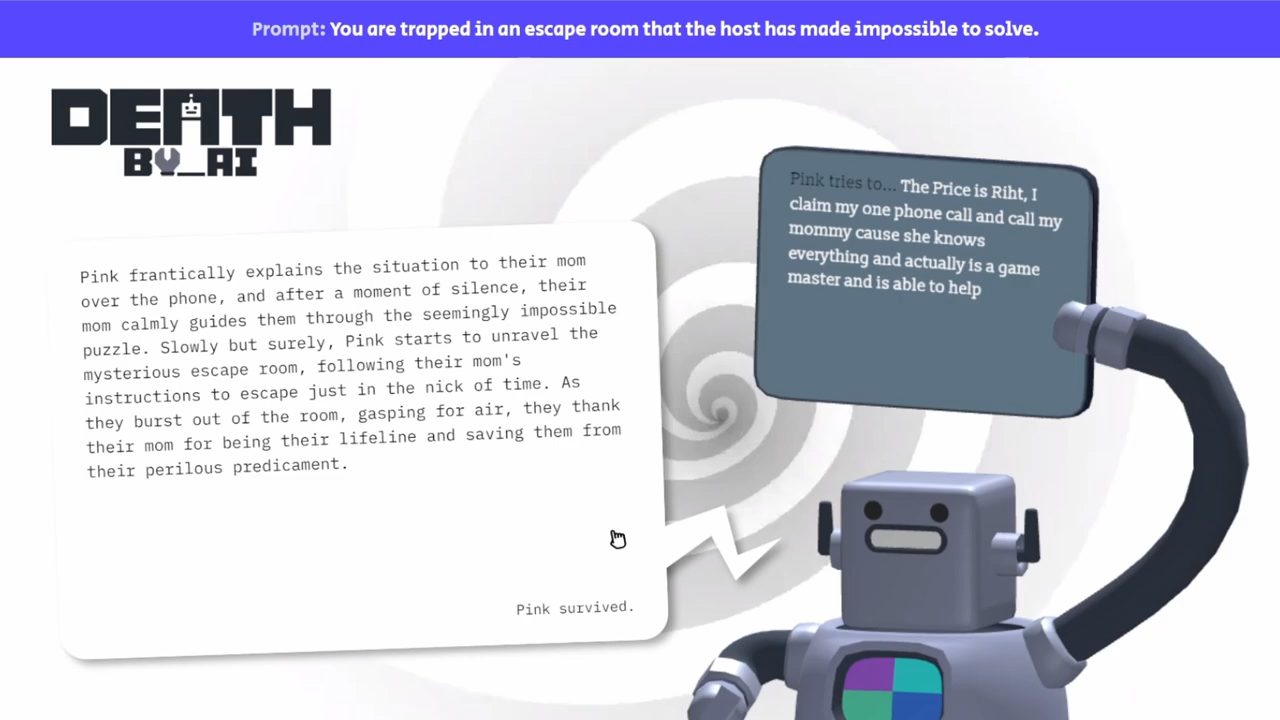 Prompt: You are trapped in an escape room that the host has made impossible to solve.
DEATH
BY_AI
Pink tries to... The Price is Riht, I
claim my one phone call and call my
mommy cause she knows
everything and actually is a game
master and is able to help
Pink frantically explains the situation to their mom
over the phone, and after a moment of silence, their
mom calmly guides them through the seemingly impossible
puzzle. Slowly but surely, Pink starts to unravel the
mysterious escape room, following their mom's
instructions to escape just in the nick of time. As
they burst out of the room, gasping for air, they thank
their mom for being their lifeline and saving them from
their perilous predicament.
Pink survived.